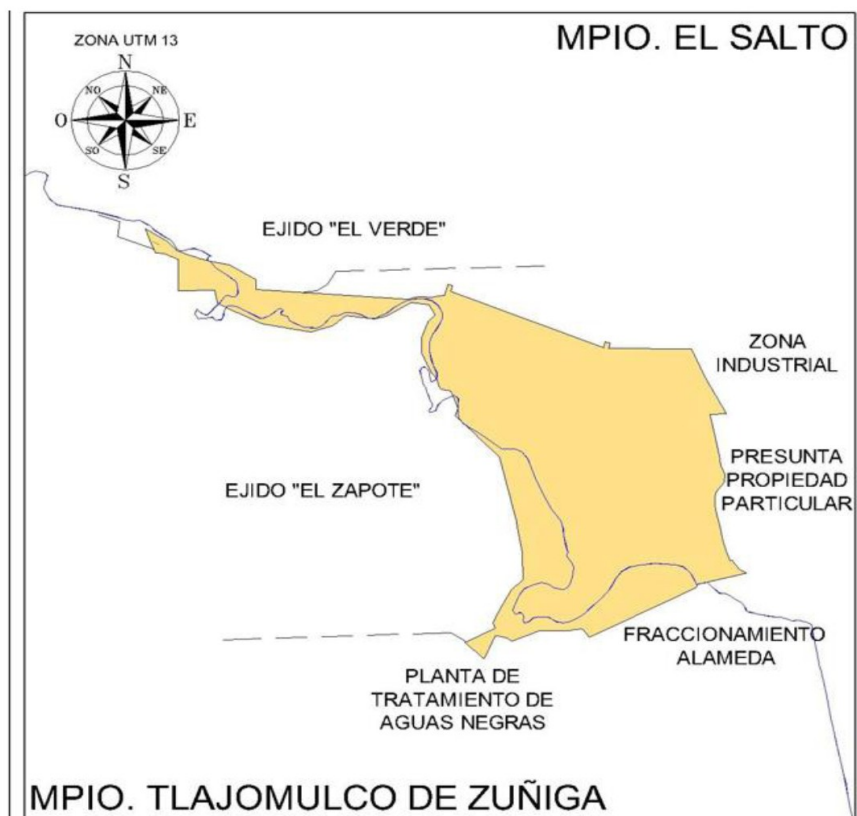 ZONA UTM 13
MPIO. EL SALTO
N
NO
NE
O
E
SO
SE
S
EJIDO "EL VERDE"
ZONA
INDUSTRIAL
PRESUNTA
PROPIEDAD
PARTICULAR
EJIDO "EL ZAPOTE"
FRACCIONAMIENTO
ALAMEDA
PLANTA DE
TRATAMIENTO DE
AGUAS NEGRAS
MPIO. TLAJOMULCO DE ZUÑIGA